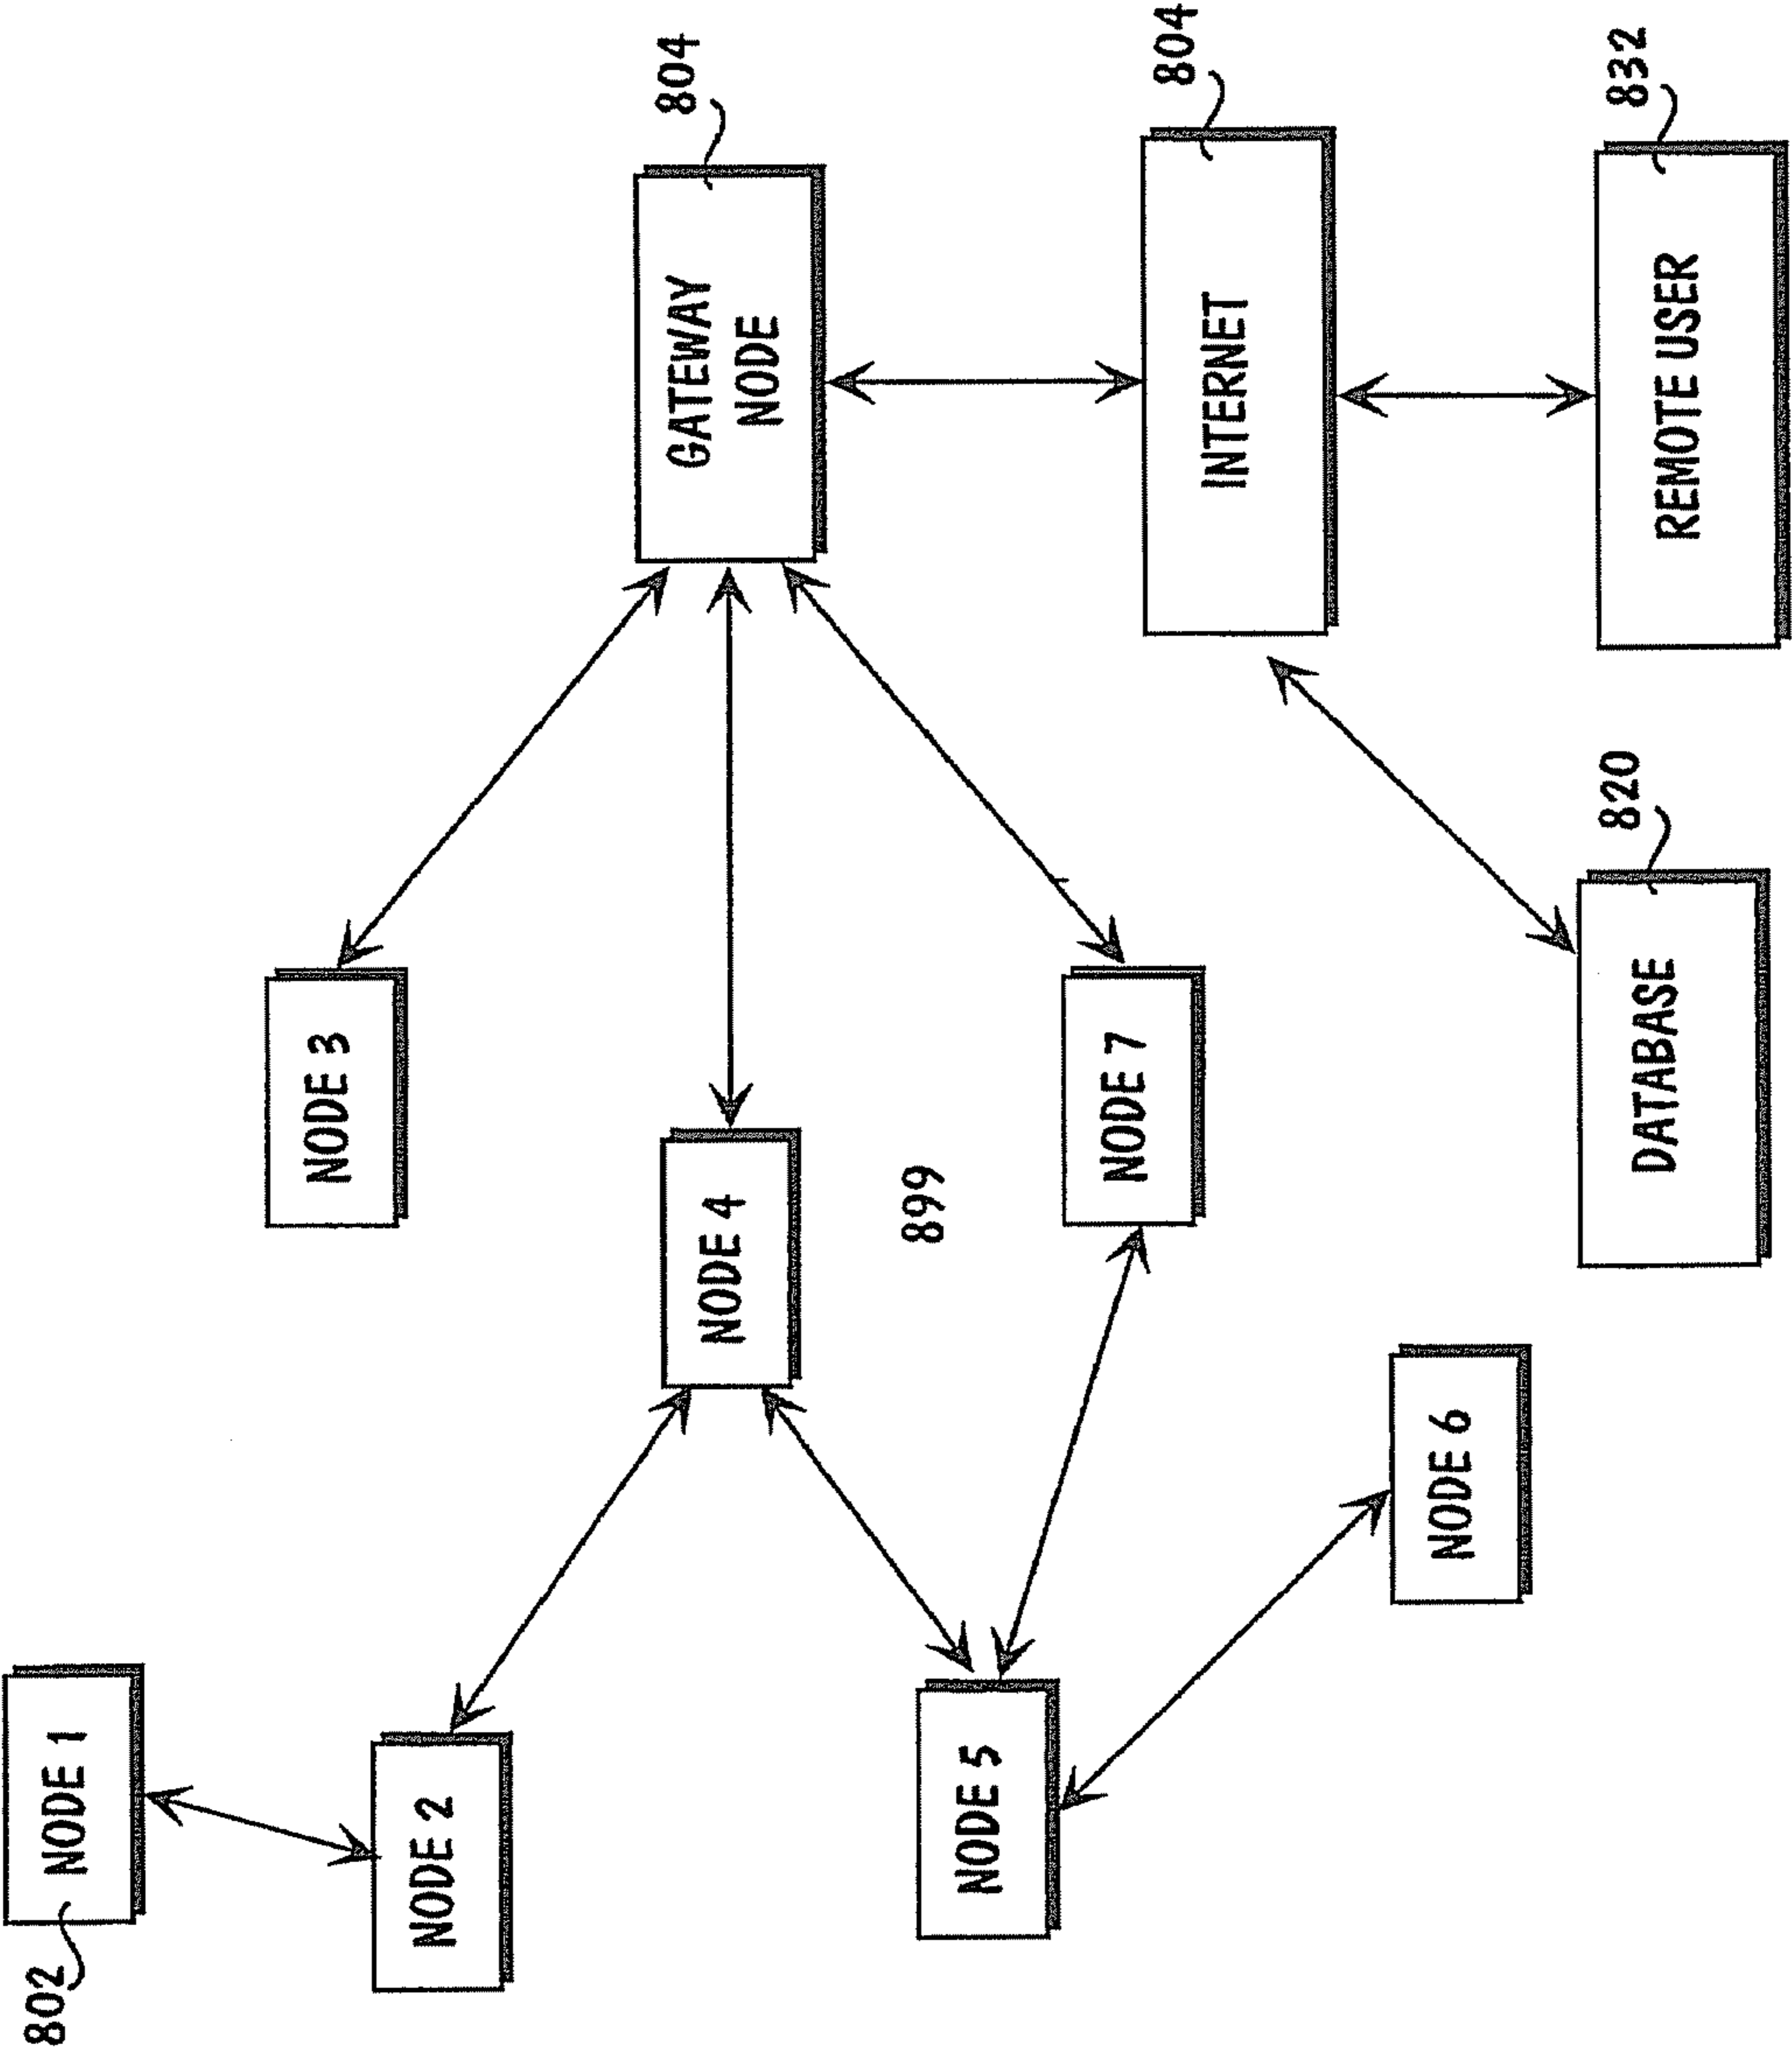 802
NODE 1
NODE 2
NODE 3
NODE 4
NODE 5
NODE 6
NODE 7
899
GATEWAY
NODE
804
INTERNET
804
DATABASE
820
REMOTE USER
832